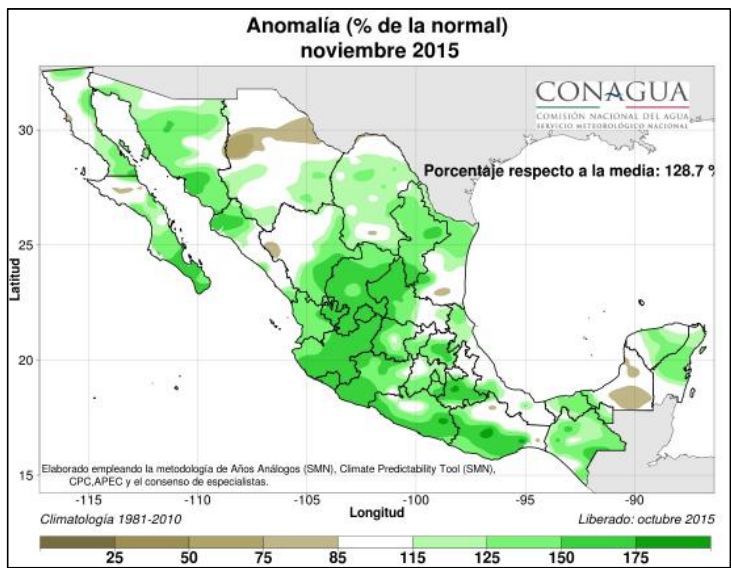 Anomalía (% de la normal)
noviembre 2015
CONAGUA
COMISIÓN NACIONAL DEL AGUA
SERVICIO METEOROLÓGICO NACIONAL
Porcentaje respecto a la media: 128.7 %
30
25
20
15
Latitud
Elaborado empleando la metodología de Años Análogos (SMN), Climate Predictability Tool (SMN),
CPC,APEC y el consenso de especialistas.
-115 -110 -105 -100 -95 -90
Longitud
Climatología 1981-2010
Liberado: octubre 2015
25 50 75 85 115 125 150 175